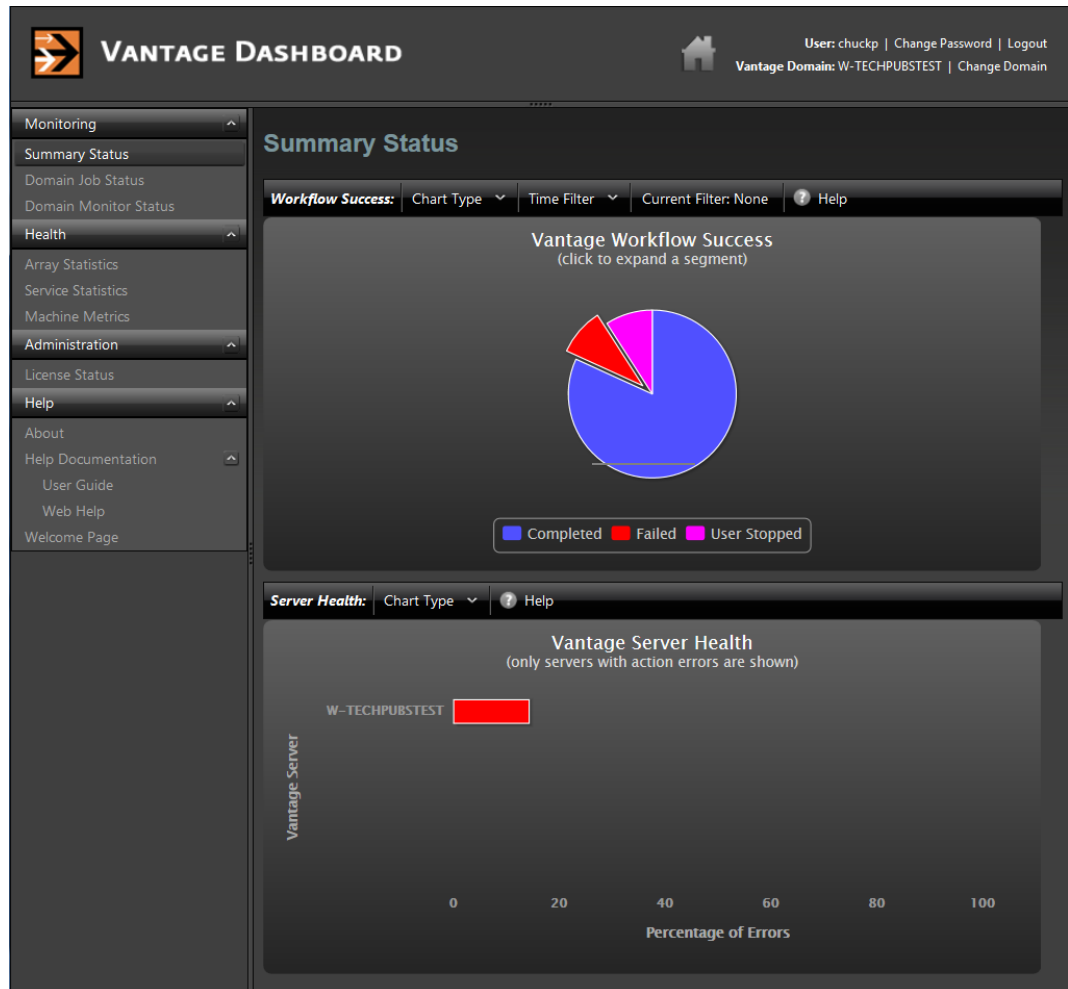 VANTAGE DASHBOARD
User: chuckp | Change Password | Logout
Vantage Domain: W-TECHPUBSTEST | Change Domain
Monitoring
Summary Status
Domain Job Status
Domain Monitor Status
Health
Array Statistics
Service Statistics
Machine Metrics
Administration
License Status
Help
About
Help Documentation
User Guide
Web Help
Welcome Page
Summary Status
Workflow Success: Chart Type Time Filter Current Filter: None ? Help
Vantage Workflow Success
(click to expand a segment)
Completed Failed User Stopped
Server Health: Chart Type ? Help
Vantage Server Health
(only servers with action errors are shown)
W-TECHPUBSTEST
Vantage Server
0 20 40 60 80 100
Percentage of Errors